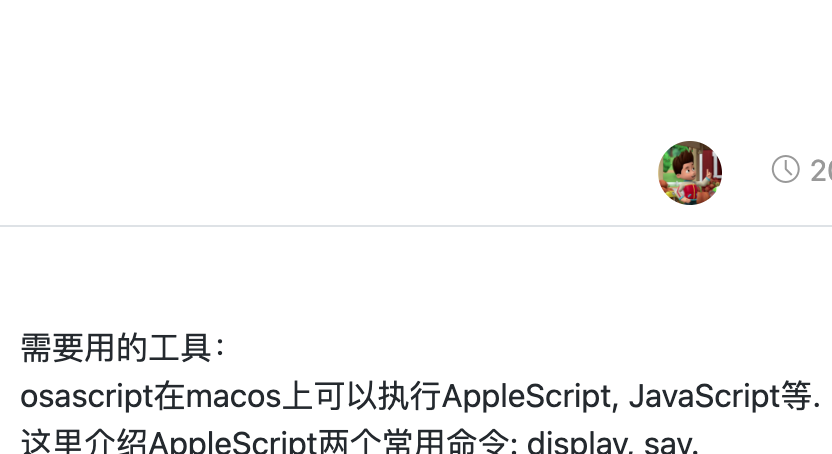 20
需要用的工具：
osascript在macos上可以执行AppleScript, JavaScript等.
这里介绍AppleScript两个常用命令: display, say.